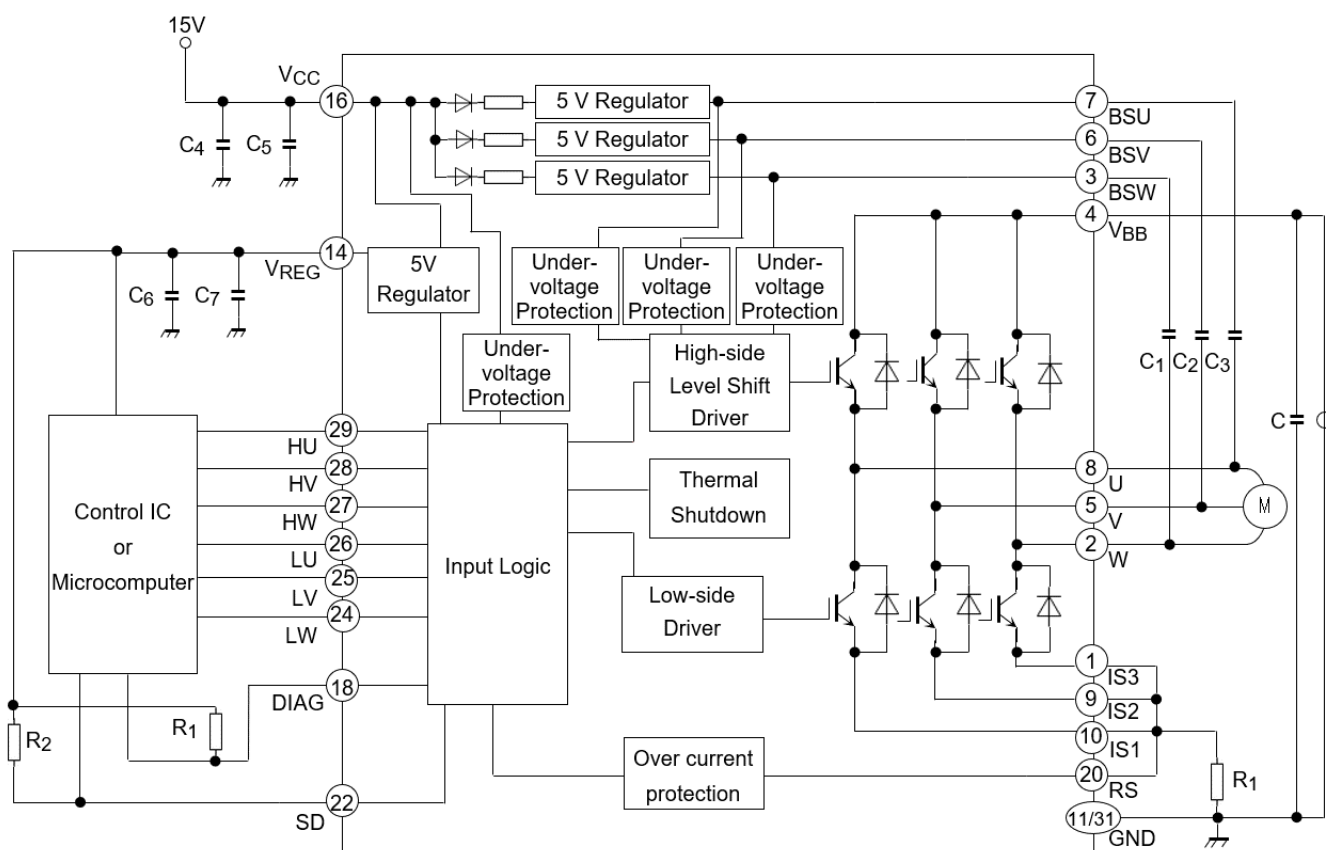 15V
VCC
16
C4
C5
5 V Regulator
7
BSU
5 V Regulator
6
BSV
5 V Regulator
3
BSW
4
VBB
14
VREG
5V
Regulator
C6
C7
Under-
voltage
Protection
Under-
voltage
Protection
Under-
voltage
Protection
Under-
voltage
Protection
High-side
Level Shift
Driver
C1
C2
C3
C
Control IC
or
Microcomputer
29
HU
28
HV
27
HW
26
LU
25
LV
24
LW
18
DIAG
22
SD
R2
R1
Input Logic
Thermal
Shutdown
Low-side
Driver
Over current
protection
8
U
5
V
2
W
M
1
IS3
9
IS2
10
IS1
20
RS
11/31
GND
R1